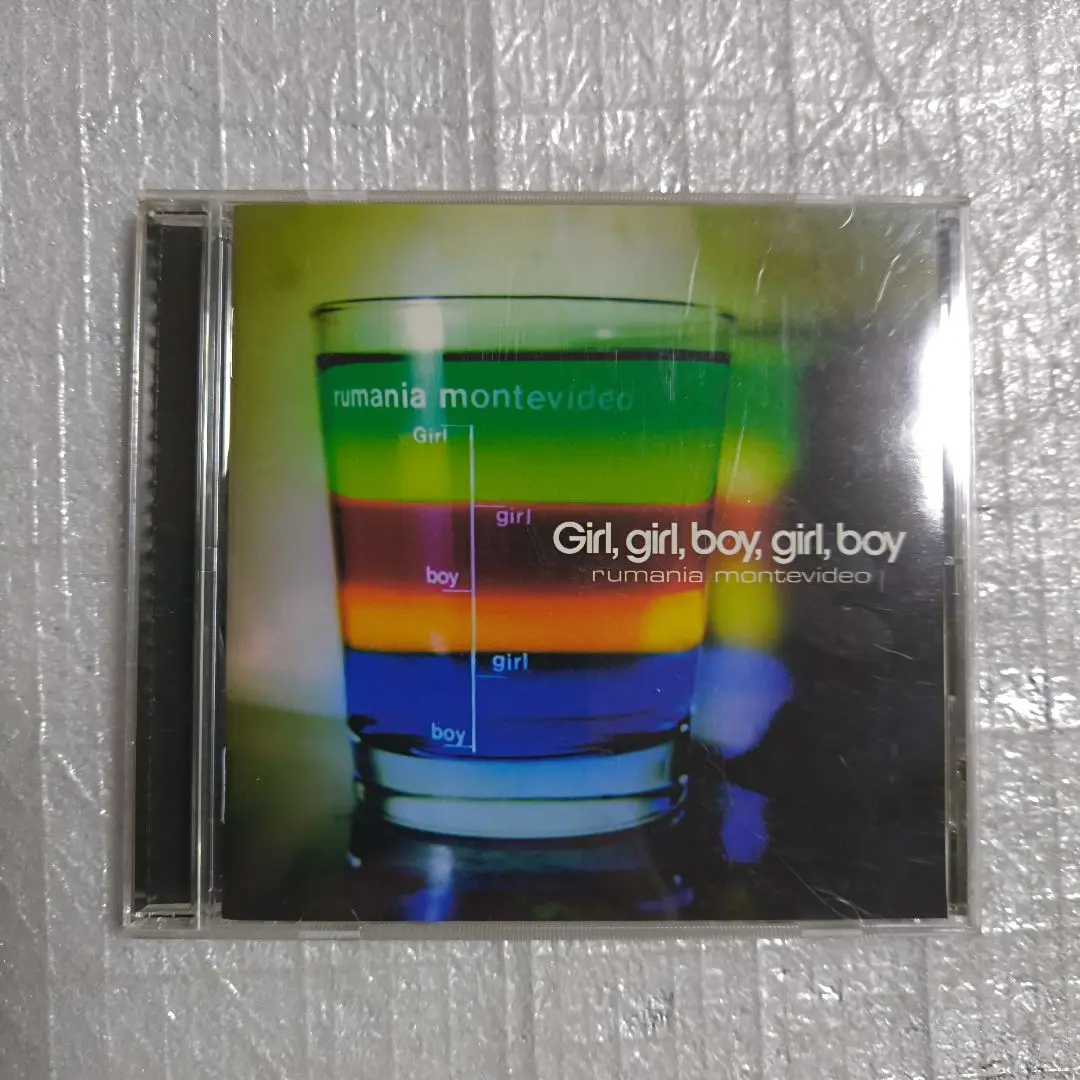 rumania montevideo
Girl
girl
boy
girl
boy
Girl, girl, boy, girl, boy
rumania montevideo